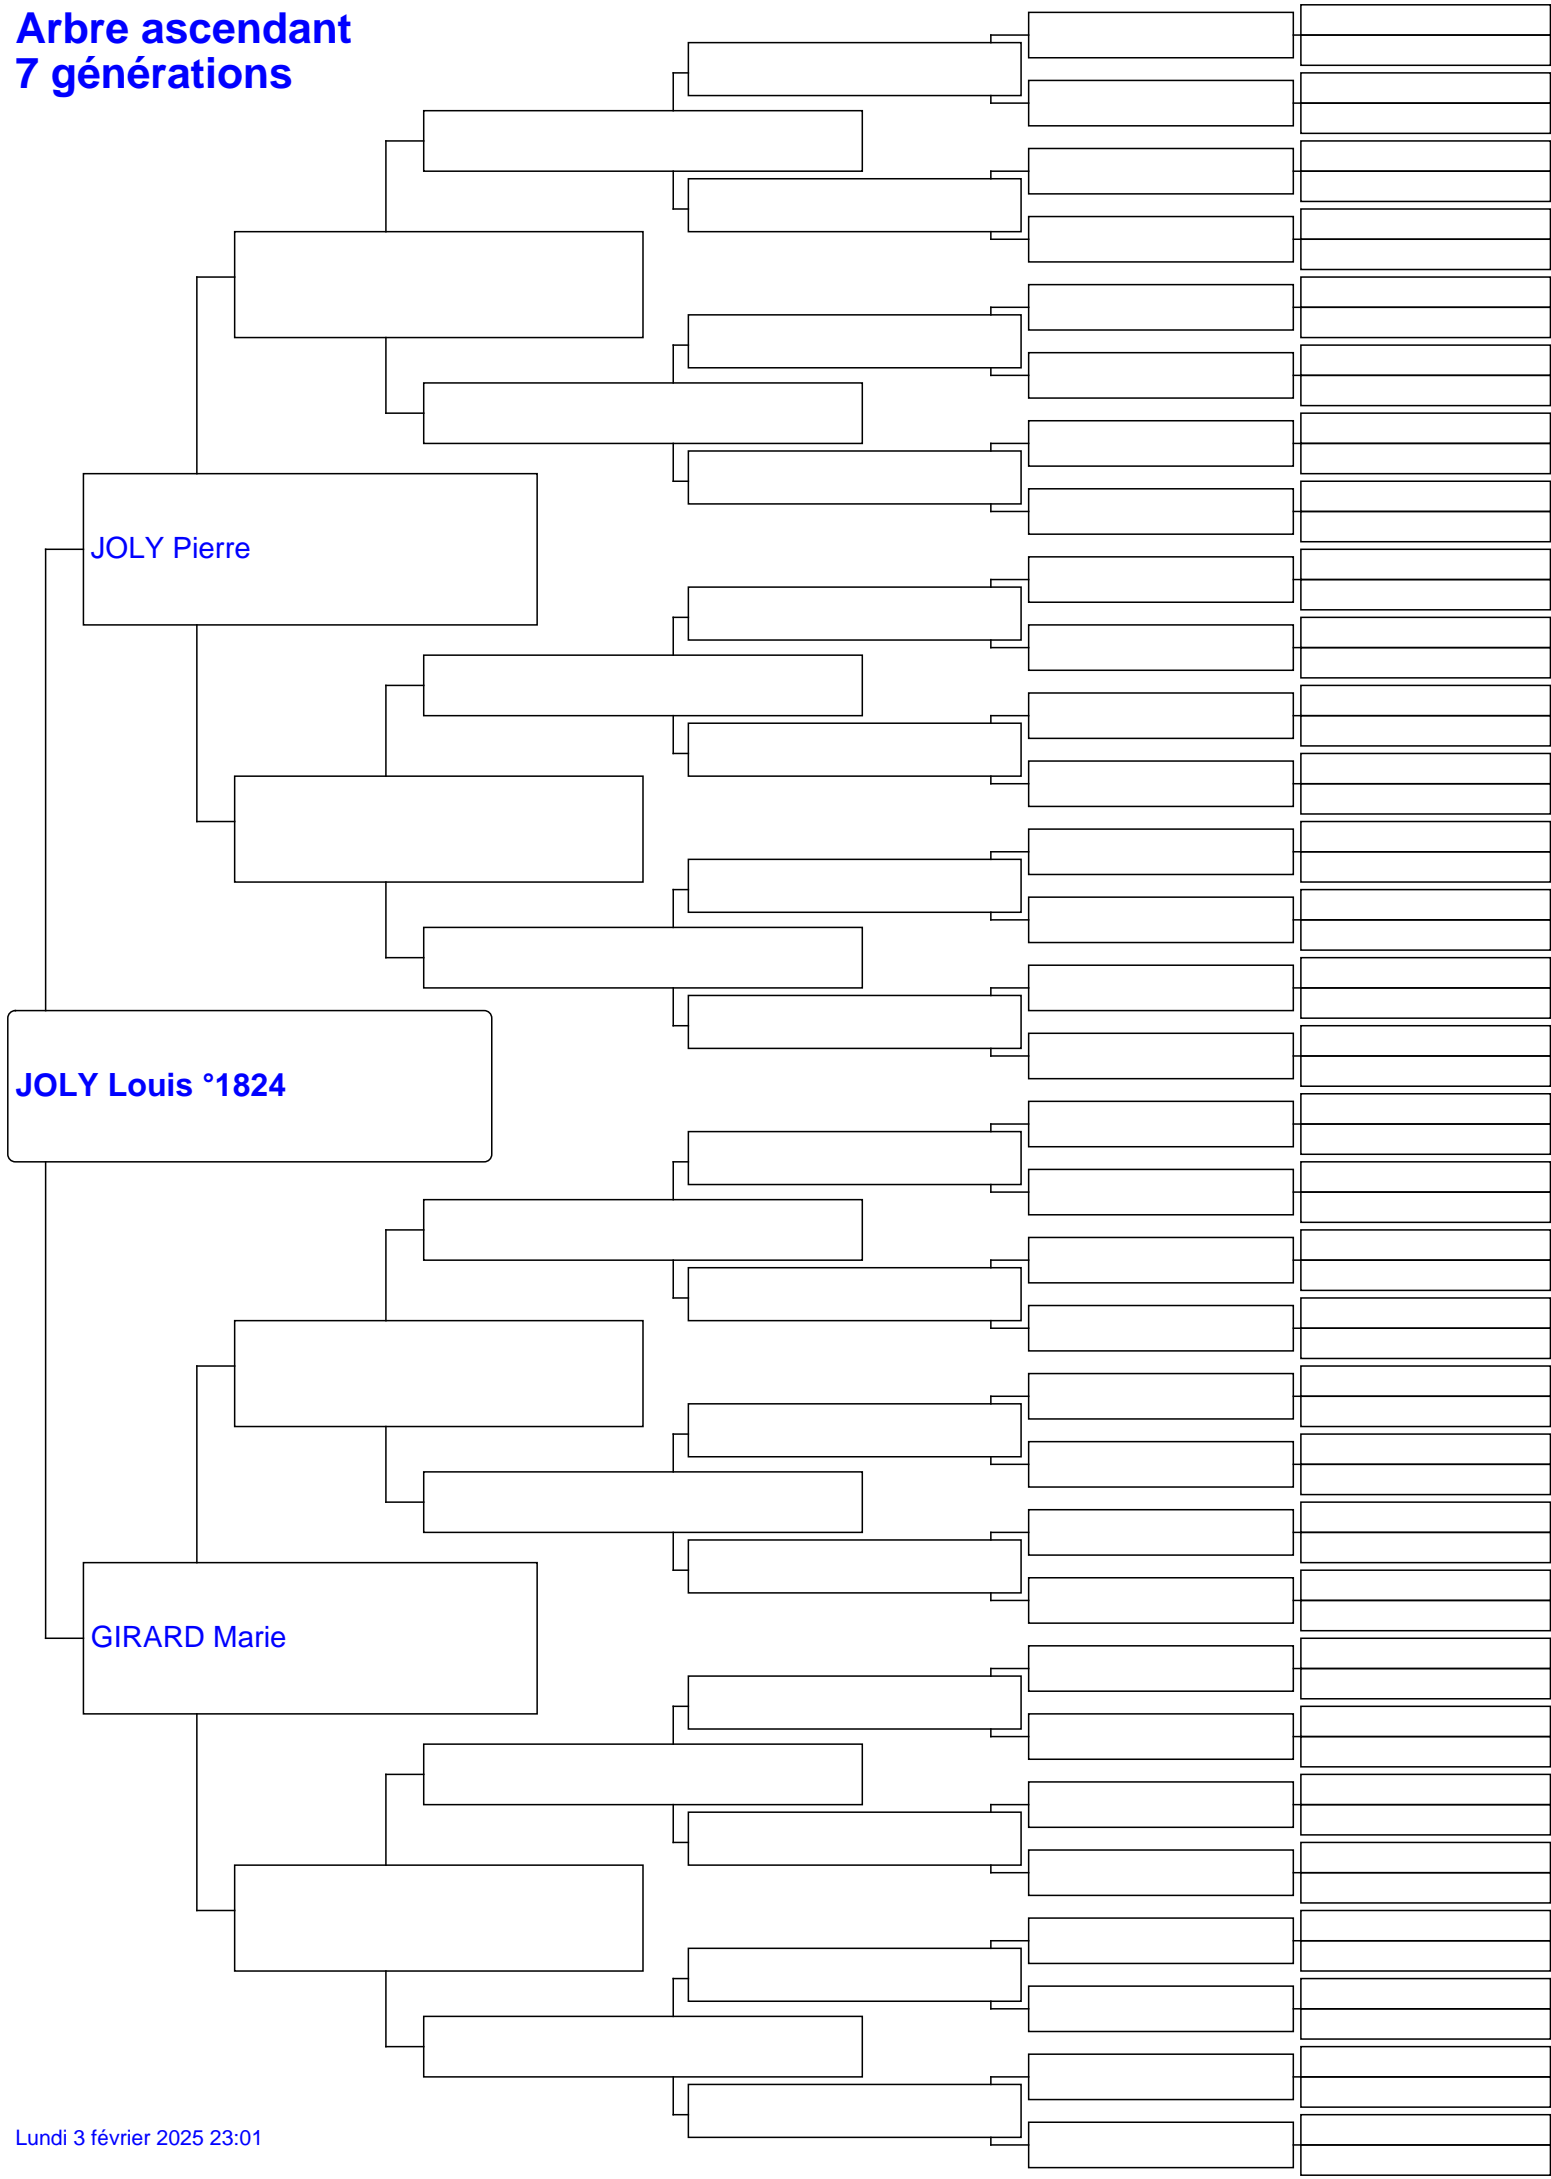 Arbre ascendant
7 générations
JOLY Pierre
JOLY Louis °1824
GIRARD Marie
Lundi 3 février 2025 23:01